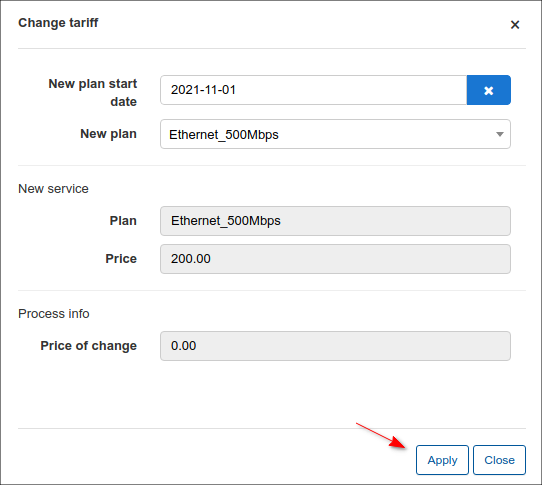 Change tariff ×
New plan start
date
2021-11-01
New plan Ethernet_500Mbps
New service
Plan Ethernet_500Mbps
Price 200.00
Process info
Price of change 0.00
Apply Close